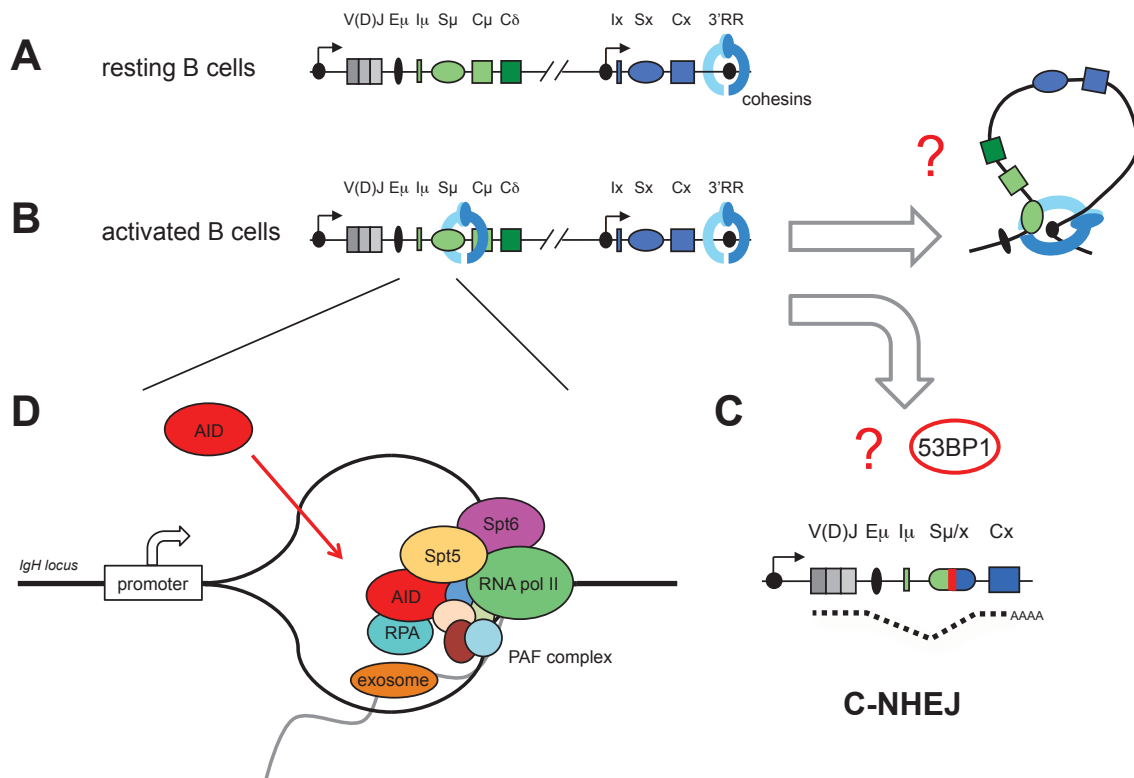 A
resting B cells
V(D)J Eμ Iμ Sμ Cμ Cδ
Ix Sx Cx 3'RR
cohesins
?
B
activated B cells
V(D)J Eμ Iμ Sμ Cμ Cδ
Ix Sx Cx 3'RR
C
?
53BP1
V(D)J Eμ Iμ Sμ/x Cx
AAAA
C-NHEJ
D
AID
IgH locus
promoter
Spt6
Spt5
RNA pol II
AID
RPA
PAF complex
exosome